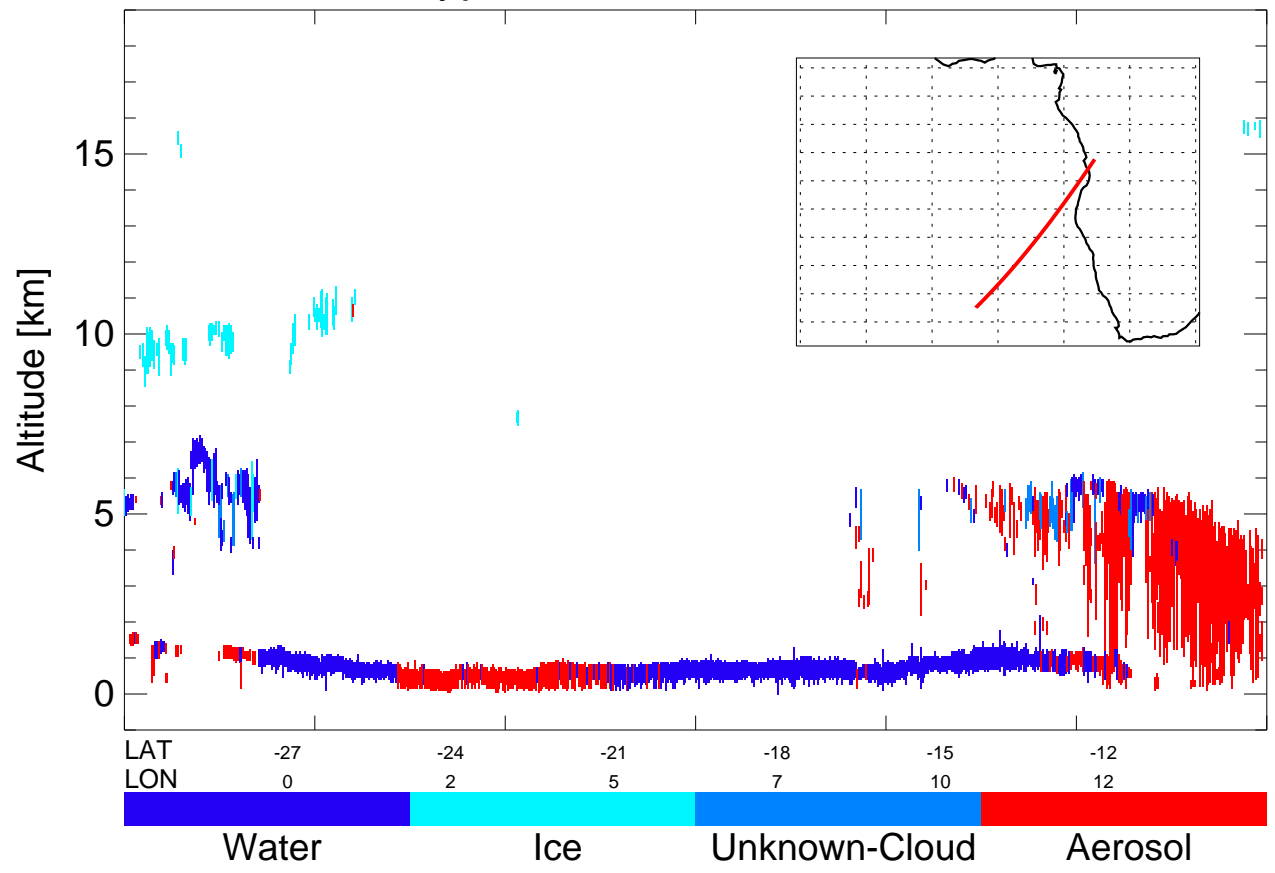 15
10
5
0
Altitude [km]
LAT -27 -24 -21 -18 -15 -12
LON 0 2 5 7 10 12
Water Ice Unknown-Cloud Aerosol